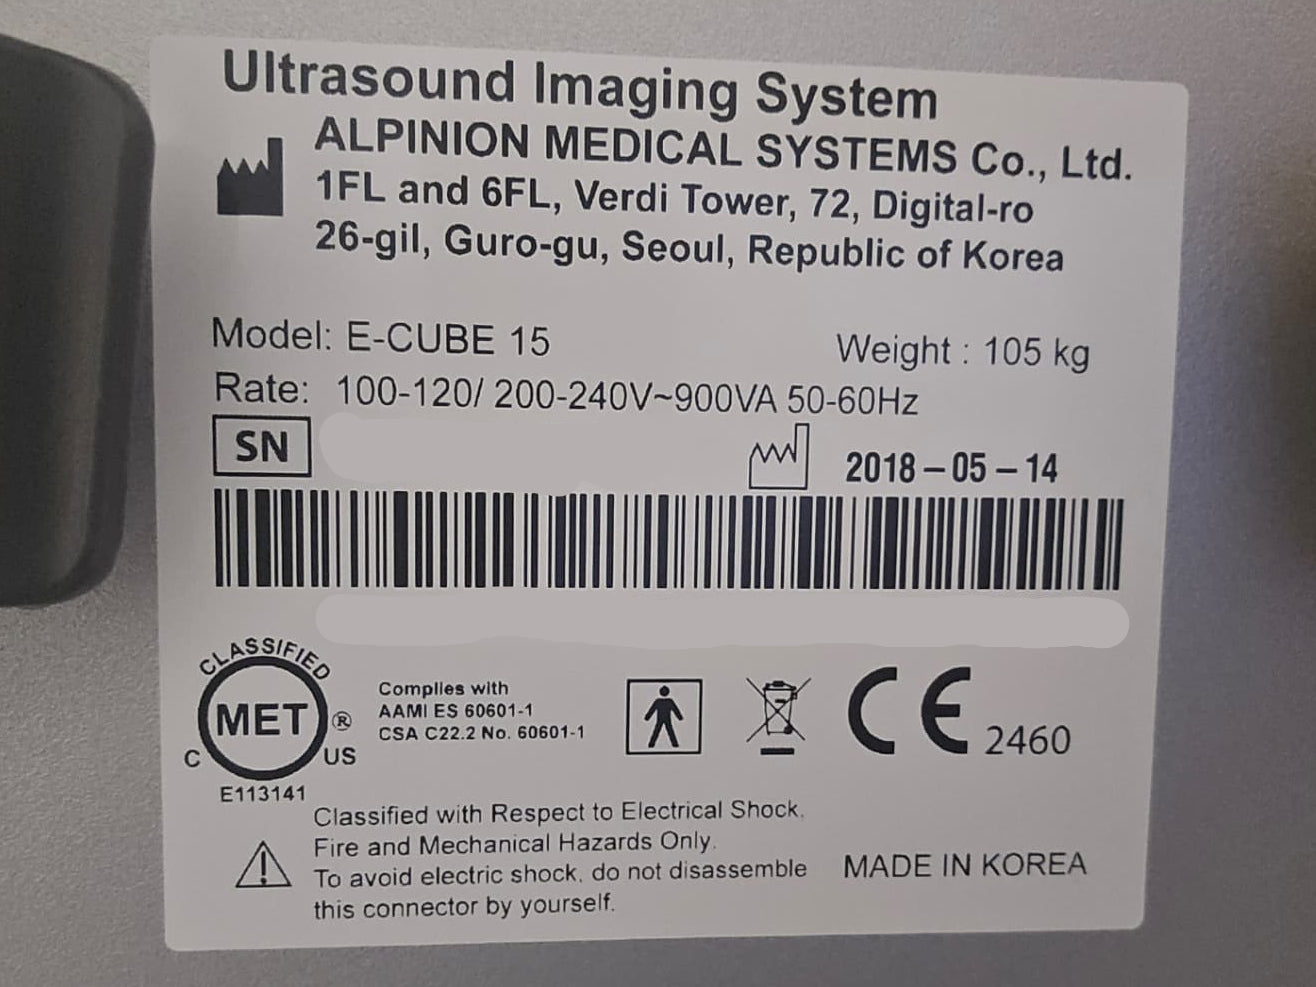 Ultrasound Imaging System
ALPINION MEDICAL SYSTEMS Co., Ltd.
1FL and 6FL, Verdi Tower, 72, Digital-ro
26-gil, Guro-gu, Seoul, Republic of Korea
Model: E-CUBE 15
Weight : 105 kg
Rate: 100-120/ 200-240V~900VA 50-60Hz
SN
2018-05-14
CLASSIFIED
MET ®
C US
E113141
Complies with
AAMI ES 60601-1
CSA C22.2 No. 60601-1
CE 2460
Classified with Respect to Electrical Shock.
Fire and Mechanical Hazards Only.
To avoid electric shock, do not disassemble
this connector by yourself.
MADE IN KOREA